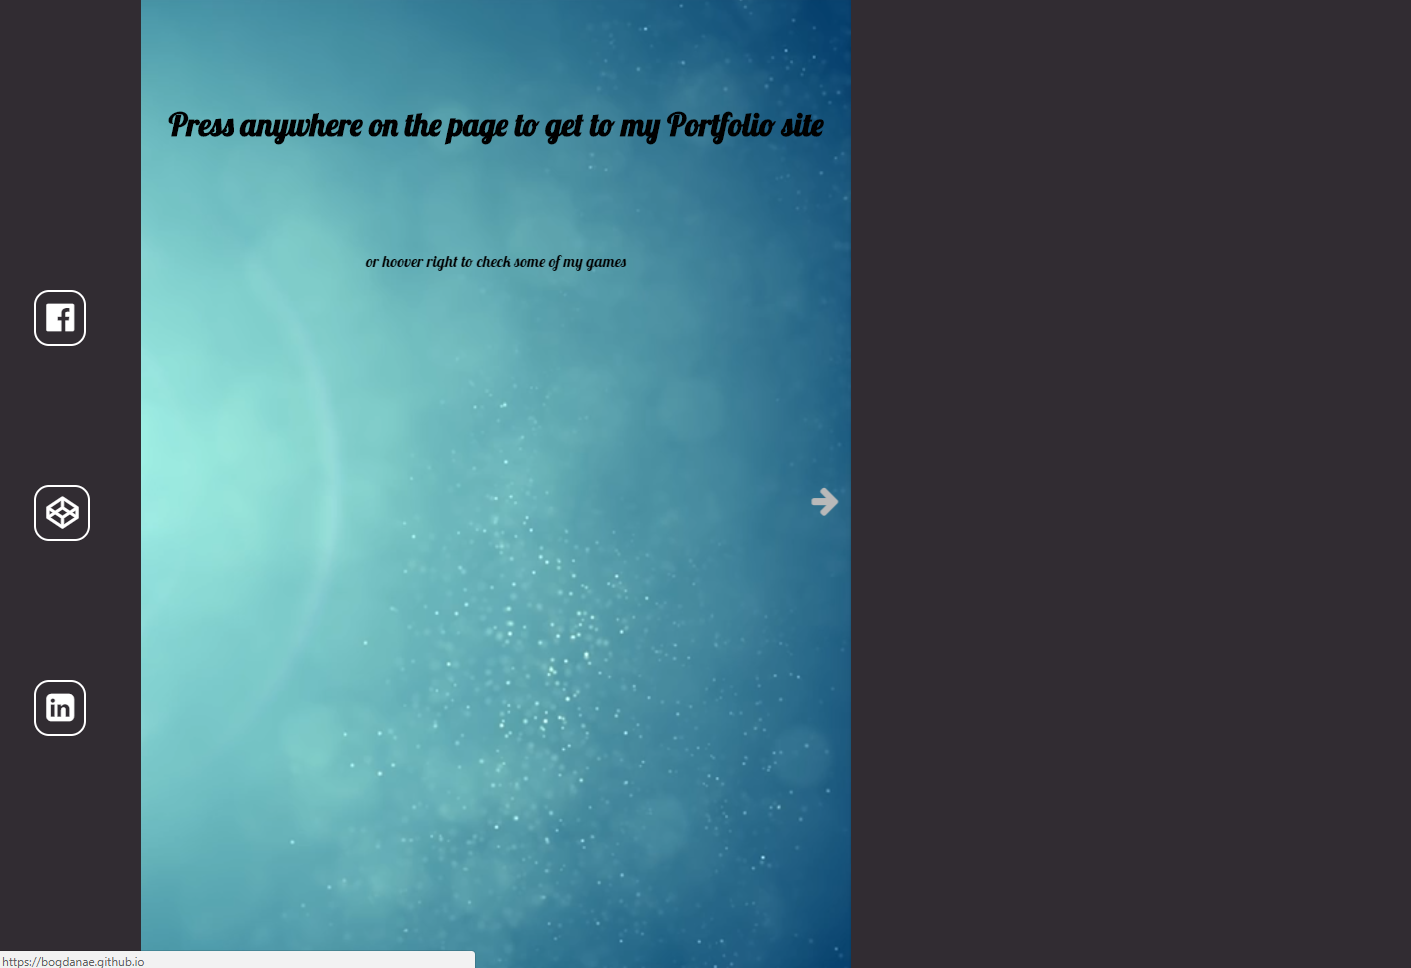 Press anywhere on the page to get to my Portfolio site
or hoover right to check some of my games
in
https://bogdanae.github.io